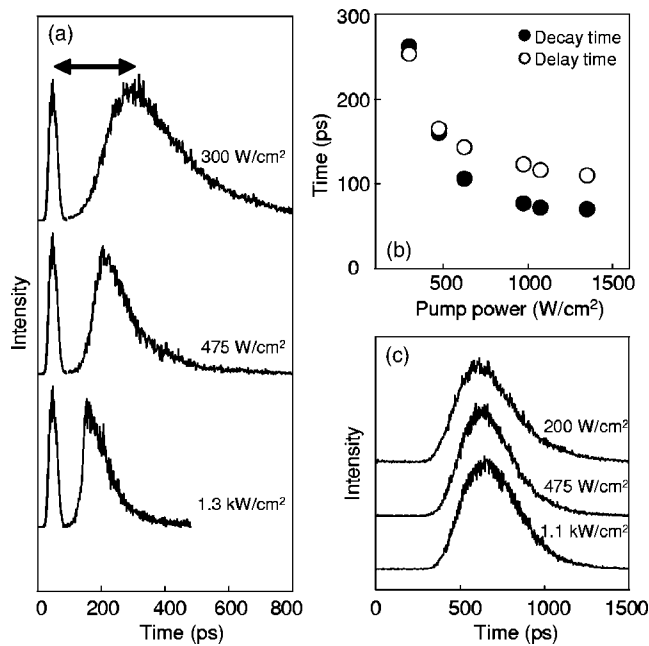 (a)
300 W/cm²
475 W/cm²
1.3 kW/cm²
Intensity
0 200 400 600 800
Time (ps)
300
200
100
0
Time (ps)
Decay time
Delay time
(b)
500 1000 1500
Pump power (W/cm²)
(c)
200 W/cm²
475 W/cm²
1.1 kW/cm²
Intensity
0 500 1000 1500
Time (ps)